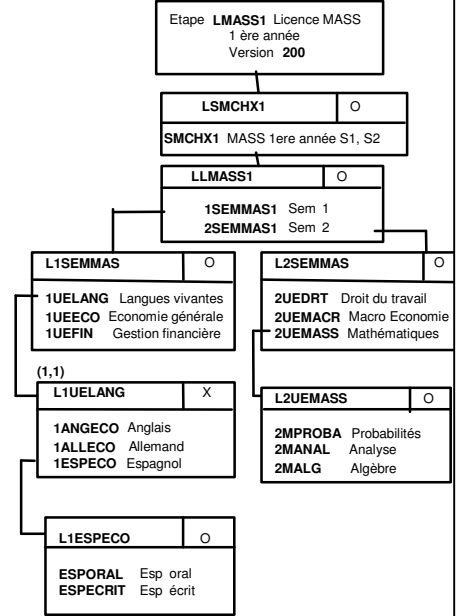 Etape LMASS1 Licence MASS
1 ère année
Version 200
LSMCHX1 O
SMCHX1 MASS 1ere année S1, S2
LLMASS1 O
1SEMMAS1 Sem 1
2SEMMAS1 Sem 2
L1SEMMAS O
1UELANG Langues vivantes
1UEECO Economie générale
1UEFIN Gestion financière
L2SEMMAS O
2UEDRT Droit du travail
2UEMACR Macro Economie
2UEMASS Mathématiques
(1,1)
L1UELANG X
1ANGECO Anglais
1ALLECO Allemand
1ESPECO Espagnol
L2UEMASS O
2MPROBA Probabilités
2MANAL Analyse
2MALG Algèbre
L1ESPECO O
ESPORAL Esp oral
ESPECRIT Esp écrit